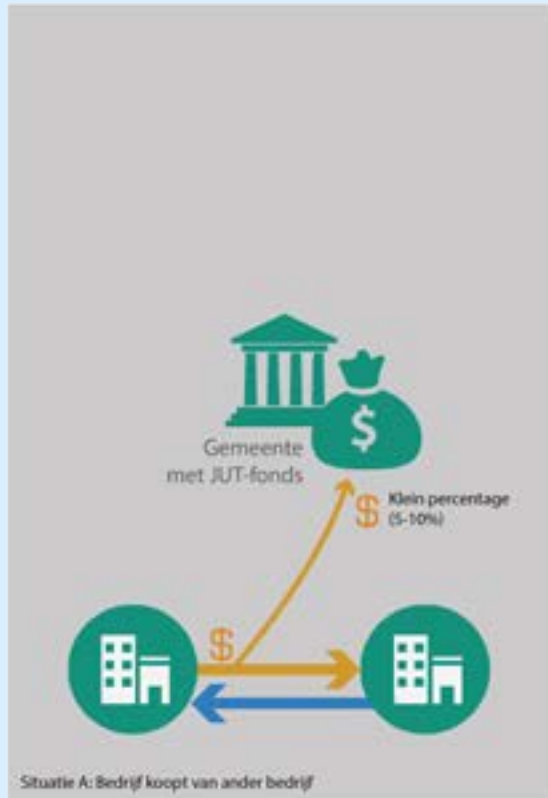 $
Gemeente
met JUT-fonds
$ Klein percentage
(5-10%)
$
Situatie A: Bedrijf koopt van ander bedrijf